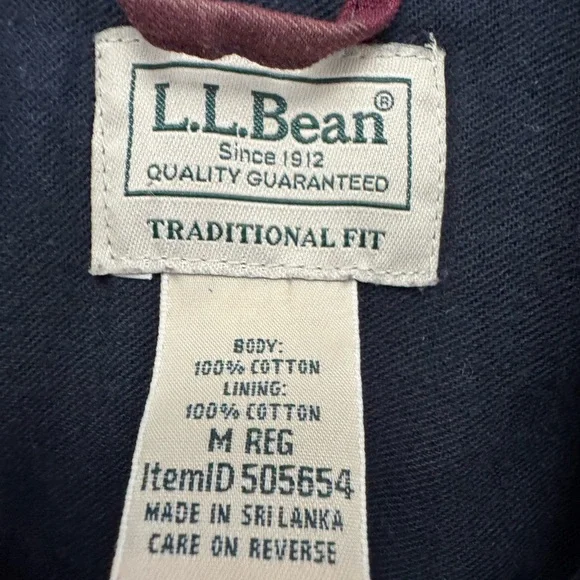 L.L.Bean®
Since 1912
QUALITY GUARANTEED
TRADITIONAL FIT
BODY:
100% COTTON
LINING:
100% COTTON
M REG
ItemID 505654
MADE IN SRI LANKA
CARE ON REVERSE